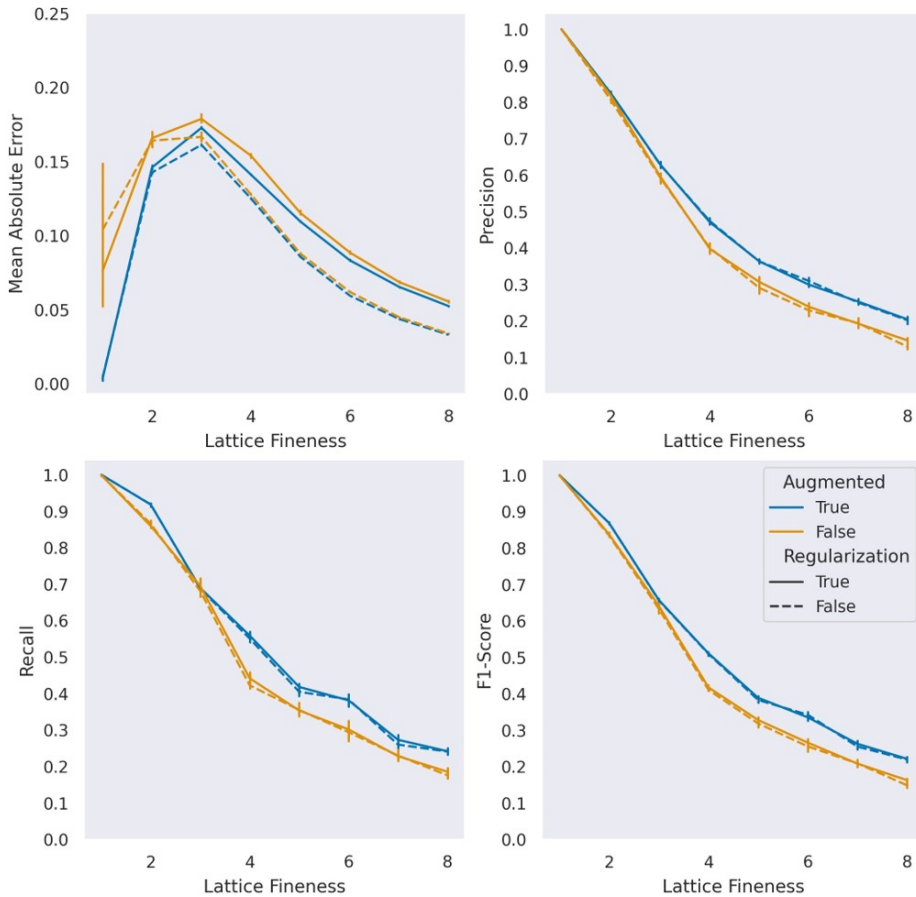 0.25
0.20
0.15
0.10
0.05
0.00
Mean Absolute Error
2 4 6 8
Lattice Fineness
1.0
0.9
0.8
0.7
0.6
0.5
0.4
0.3
0.2
0.1
0.0
Precision
2 4 6 8
Lattice Fineness
1.0
0.9
0.8
0.7
0.6
0.5
0.4
0.3
0.2
0.1
0.0
Recall
2 4 6 8
Lattice Fineness
1.0
0.9
0.8
0.7
0.6
0.5
0.4
0.3
0.2
0.1
0.0
F1-Score
Augmented
True
False
Regularization
True
False
2 4 6 8
Lattice Fineness